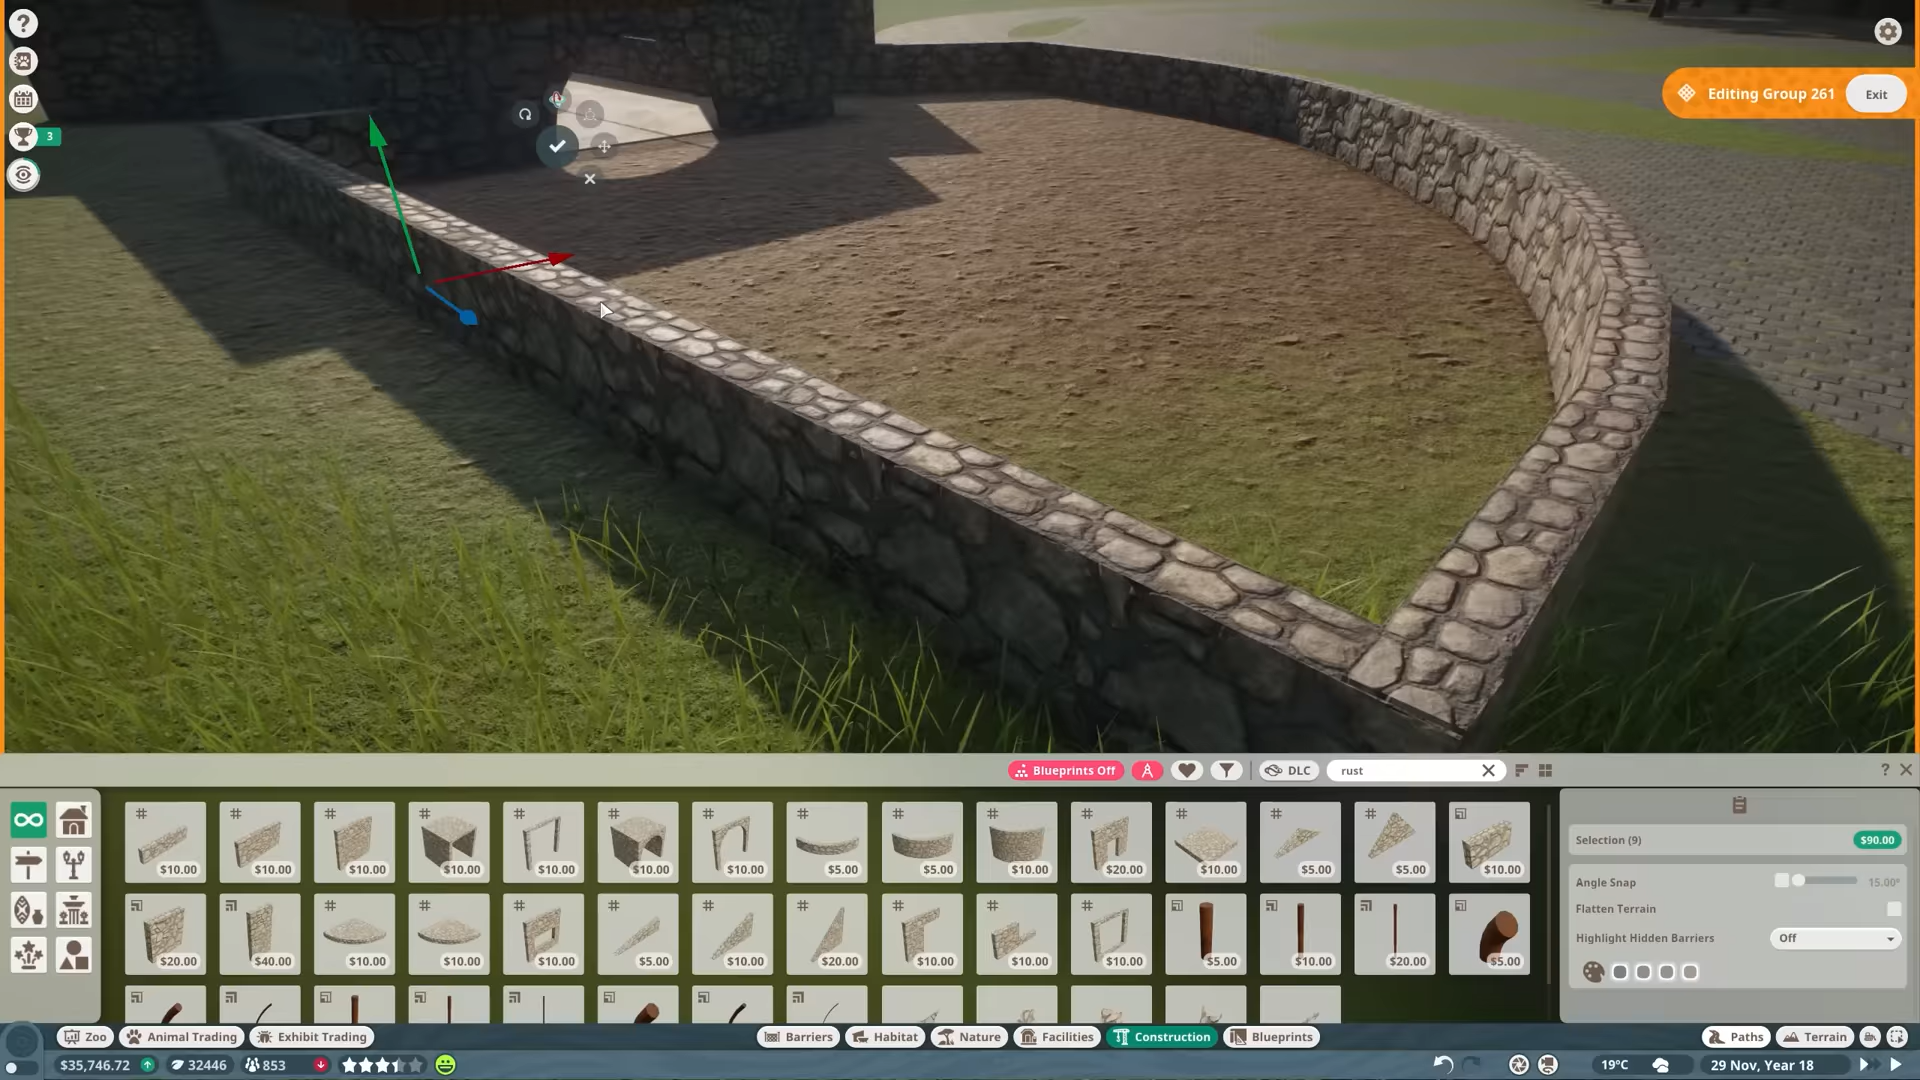 ?
3
Editing Group 261
Exit
Blueprints Off
DLC
rust
?
$10.00
$10.00
$10.00
$10.00
$10.00
$10.00
$10.00
$5.00
$5.00
$10.00
$20.00
$10.00
$5.00
$5.00
$10.00
$20.00
$40.00
$10.00
$10.00
$10.00
$5.00
$10.00
$20.00
$10.00
$10.00
$10.00
$5.00
$10.00
$20.00
$5.00
Selection (9)
$90.00
Angle Snap
15.00°
Flatten Terrain
Highlight Hidden Barriers
Off
Zoo
Animal Trading
Exhibit Trading
Barriers
Habitat
Nature
Facilities
Construction
Blueprints
Paths
Terrain
$35,746.72
32446
853
19°C
29 Nov, Year 18